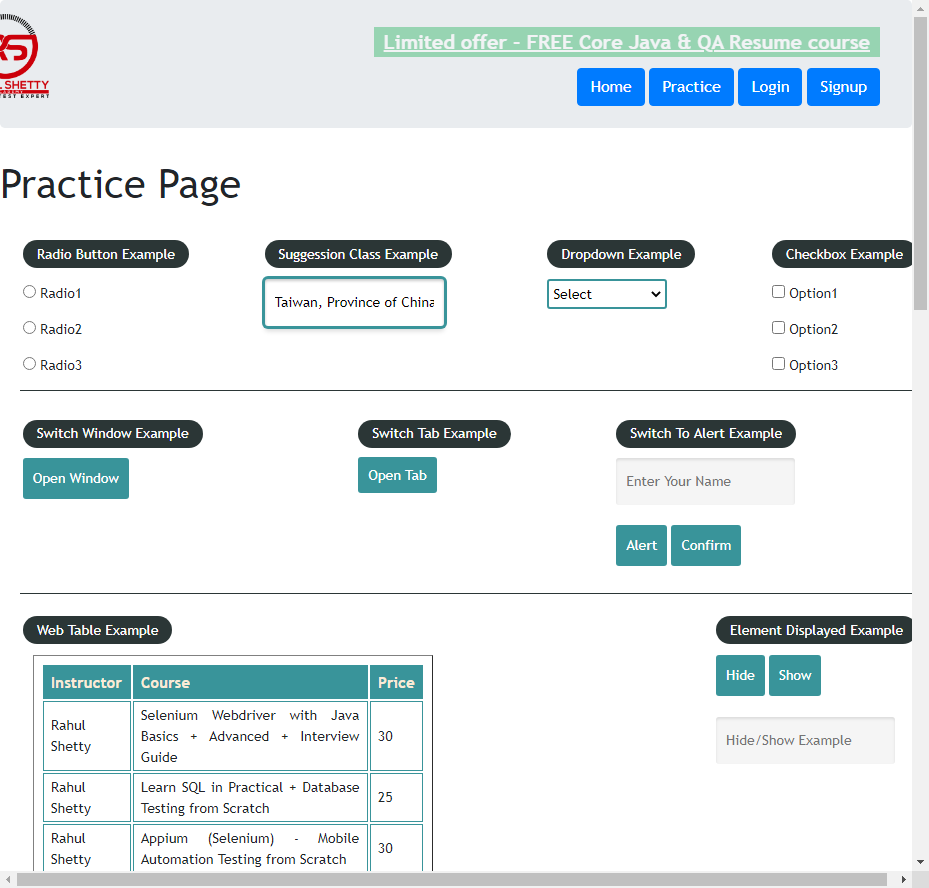 Limited offer - FREE Core Java & QA Resume course
SHETTY
TEST EXPERT
Home Practice Login Signup
Practice Page
Radio Button Example
Suggession Class Example
Dropdown Example
Checkbox Example
Radio1
Taiwan, Province of China
Select
Option1
Radio2
Option2
Radio3
Option3
Switch Window Example
Switch Tab Example
Switch To Alert Example
Open Window
Open Tab
Enter Your Name
Alert Confirm
Web Table Example
Element Displayed Example
Hide Show
Hide/Show Example
Instructor Course Price
Rahul Shetty
Selenium Webdriver with Java
Basics + Advanced + Interview
Guide
30
Rahul Shetty
Learn SQL in Practical + Database
Testing from Scratch
25
Rahul Shetty
Appium (Selenium) - Mobile
Automation Testing from Scratch
30